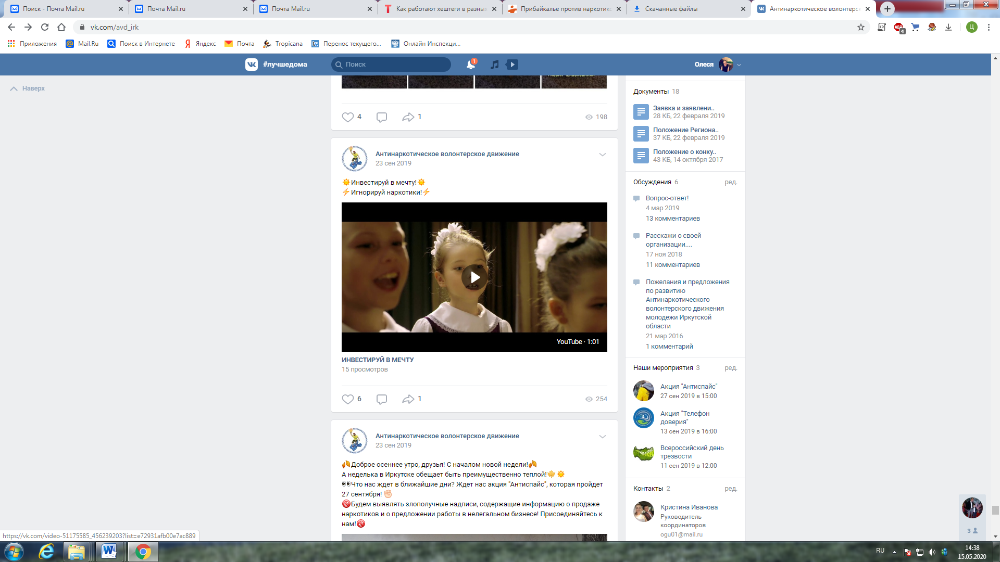 Поиск - Почта Mail.ru
Почта Mail.ru
Почта Mail.ru
Как работают хештеги в разных
Прибайкалье против наркотико
Скачанные файлы
Антинаркотическое волонтерс
vk.com/avd_irk
ABP
4
Ц
Приложения
Mail.Ru
Поиск в Интернете
Яндекс
Почта
Tropicana
Перенос текущего...
Онлайн Инспекци...
#лучшедома
Поиск
1
Олеся
Наверх
4
1
198
Антинаркотическое волонтерское движение
23 сен 2019
Инвестируй в мечту!
Игнорируй наркотики!
YouTube · 1:01
ИНВЕСТИРУЙ В МЕЧТУ
15 просмотров
6
1
254
Антинаркотическое волонтерское движение
23 сен 2019
Доброе осеннее утро, друзья! С началом новой недели!
А неделька в Иркутске обещает быть преимущественно теплой!
Что нас ждет в ближайшие дни? Ждет нас акция "Антиспайс", которая пройдет
27 сентября!
Будем выявлять злополучные надписи, содержащие информацию о продаже
наркотиков и о предложении работы в нелегальном бизнесе! Присоединяйтесь к
нам!
Документы 18
Заявка и заявлени..
28 КБ, 22 февраля 2019
Положение Региона..
37 КБ, 22 февраля 2019
Положение о конку..
43 КБ, 14 октября 2017
Обсуждения 6
ред.
Вопрос-ответ!
4 мар 2019
13 комментариев
Расскажи о своей
организации....
17 ноя 2018
11 комментариев
Пожелания и предложения
по развитию
Антинаркотического
волонтерского движения
молодежи Иркутской
области
21 мар 2016
1 комментарий
Наши мероприятия 3
ред.
Акция "Антиспайс"
27 сен 2019 в 15:00
Акция "Телефон
доверия"
13 сен 2019 в 16:00
Всероссийский день
трезвости
11 сен 2019 в 12:00
Контакты 2
ред.
Кристина Иванова
Руководитель
координаторов
ogu01@mail.ru
3
https://vk.com/video-51175585_456239203?list=e72931afb00e7ac889
RU
14:38
15.05.2020